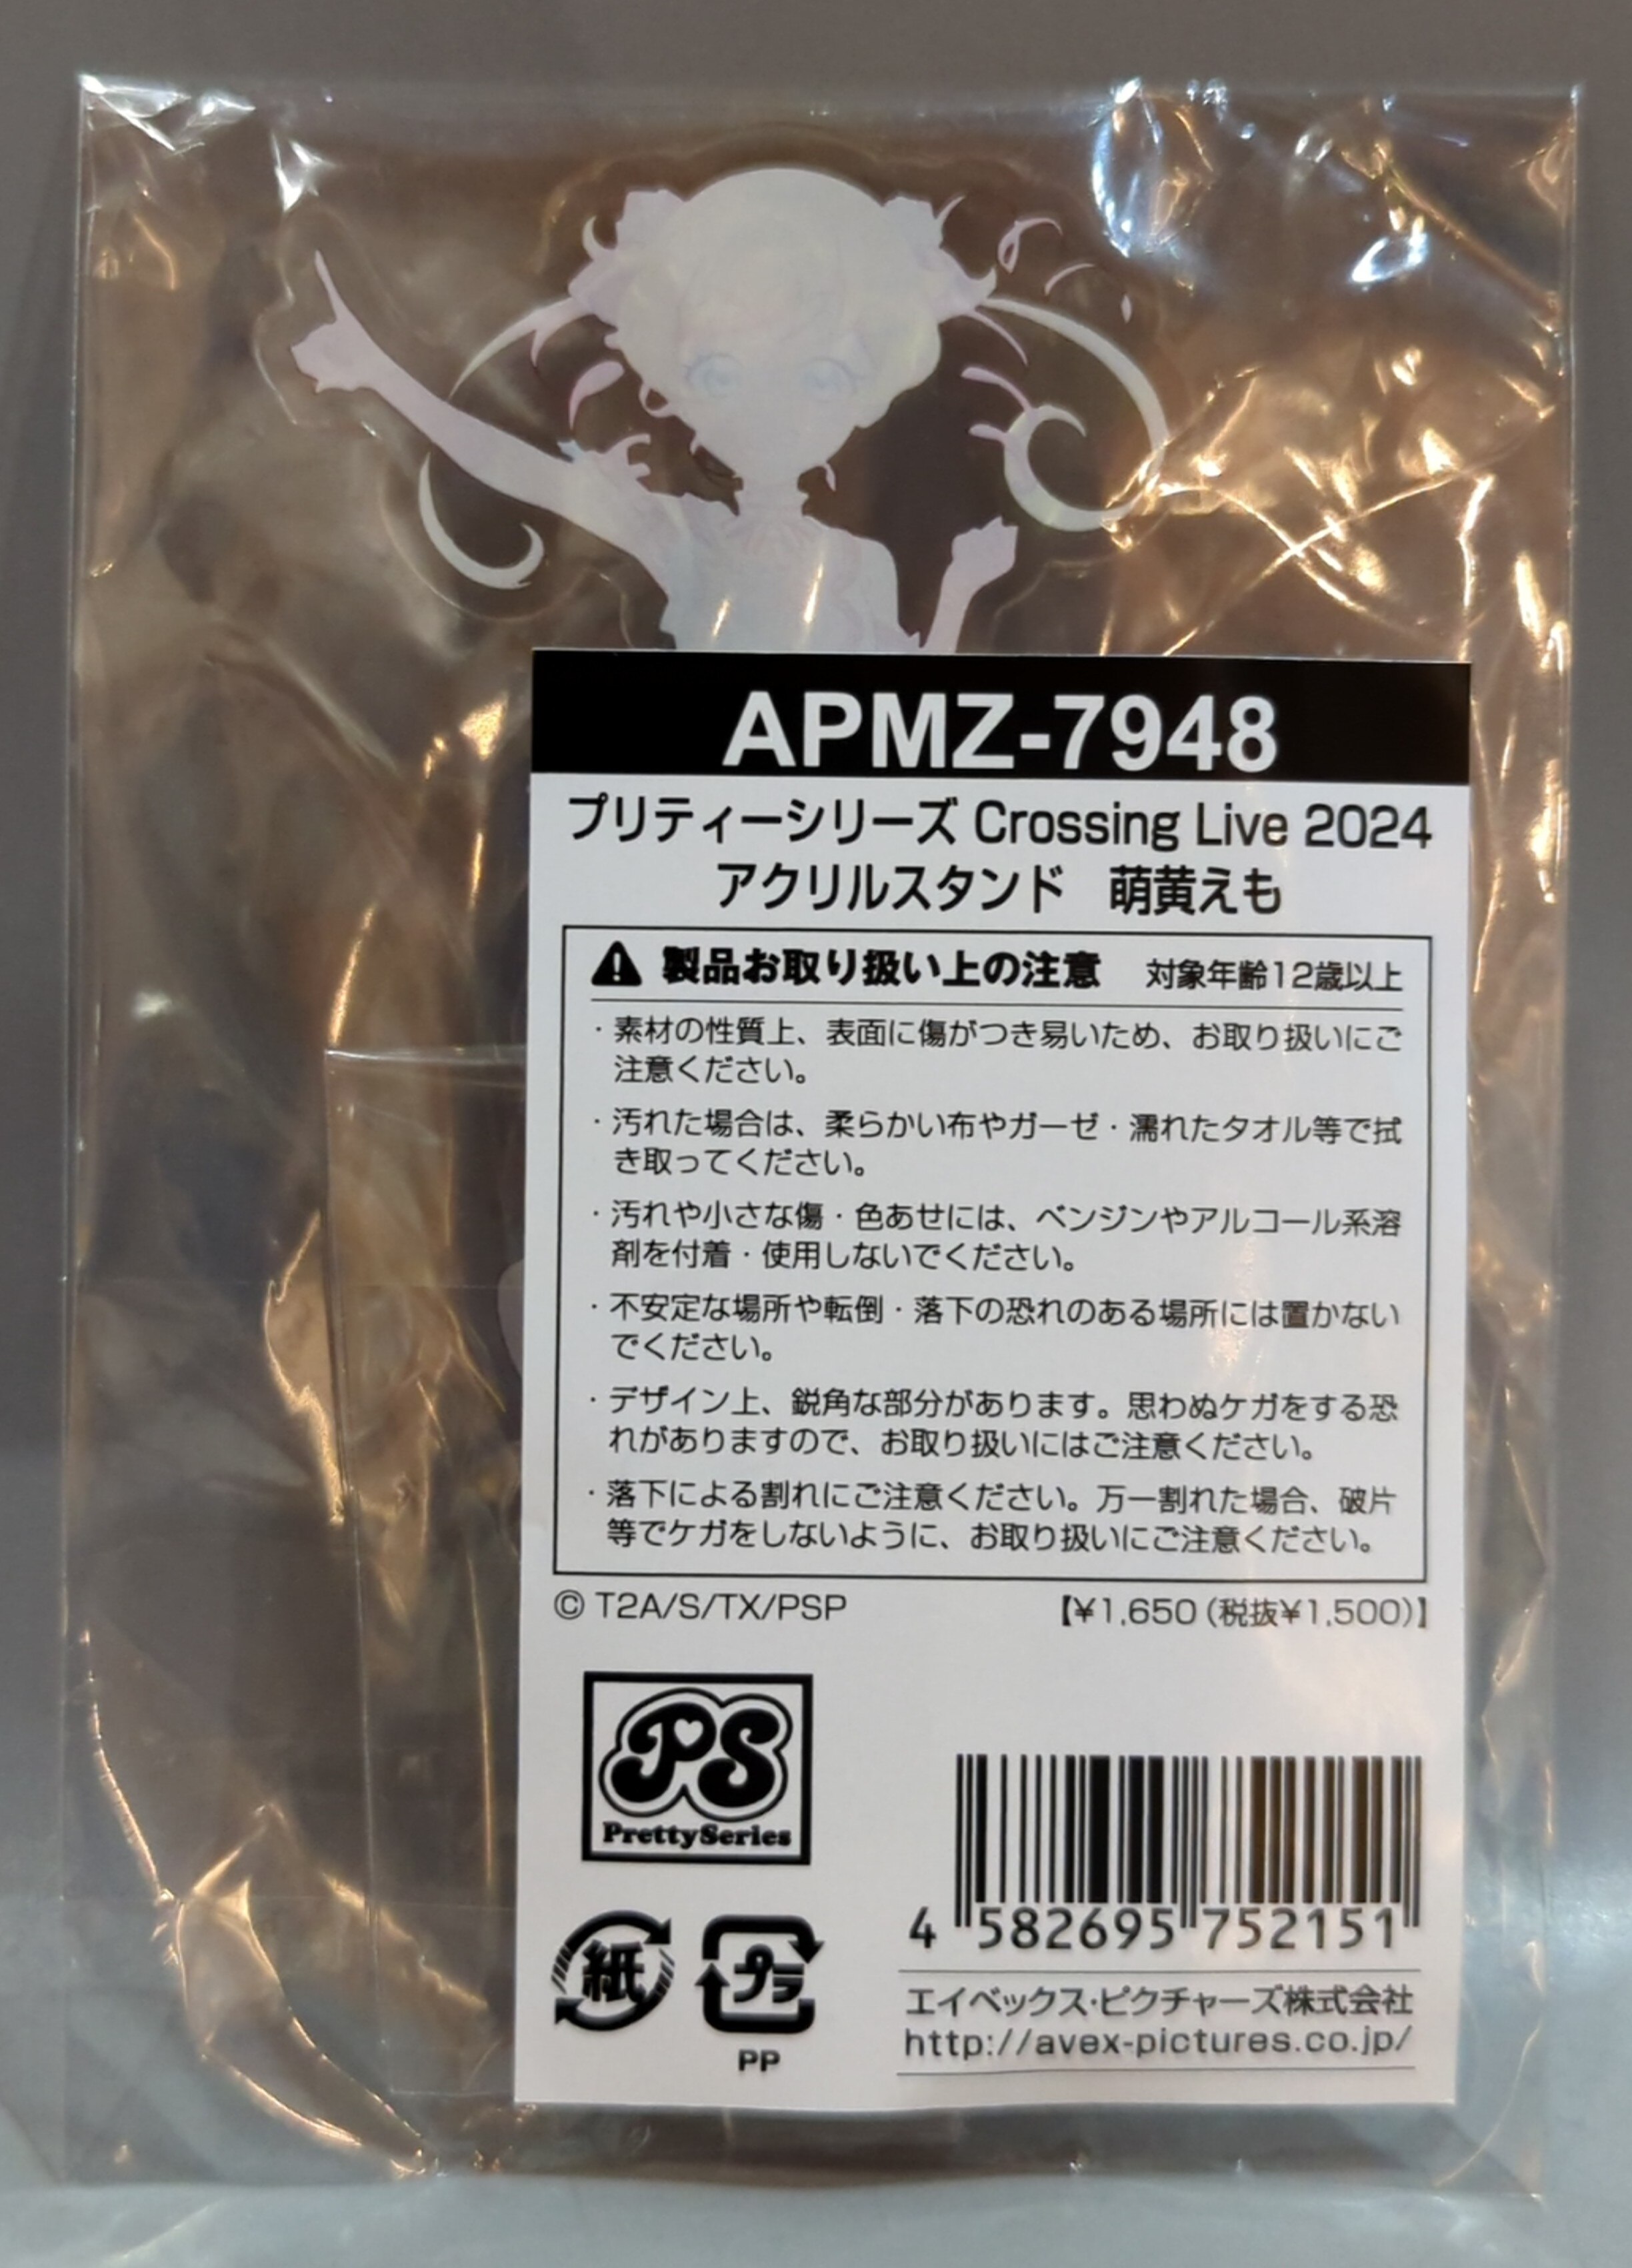 APMZ-7948
プリティーシリーズ Crossing Live 2024
アクリルスタンド 萌黄えも
製品お取り扱い上の注意 対象年齢12歳以上
・素材の性質上、表面に傷がつき易いため、お取り扱いにご
注意ください。
・汚れた場合は、柔らかい布やガーゼ・濡れたタオル等で拭
き取ってください。
・汚れや小さな傷・色あせには、ベンジンやアルコール系溶
剤を付着・使用しないでください。
・不安定な場所や転倒・落下の恐れのある場所には置かない
でください。
・デザイン上、鋭角な部分があります。思わぬケガをする恐
れがありますので、お取り扱いにはご注意ください。
・落下による割れにご注意ください。万一割れた場合、破片
等でケガをしないように、お取り扱いにご注意ください。
© T2A/S/TX/PSP 【¥1,650(税抜¥1,500)】
PS
PrettySeries
4 582695 752151
紙 プラ
PP
エイベックス・ピクチャーズ株式会社
http://avex-pictures.co.jp/